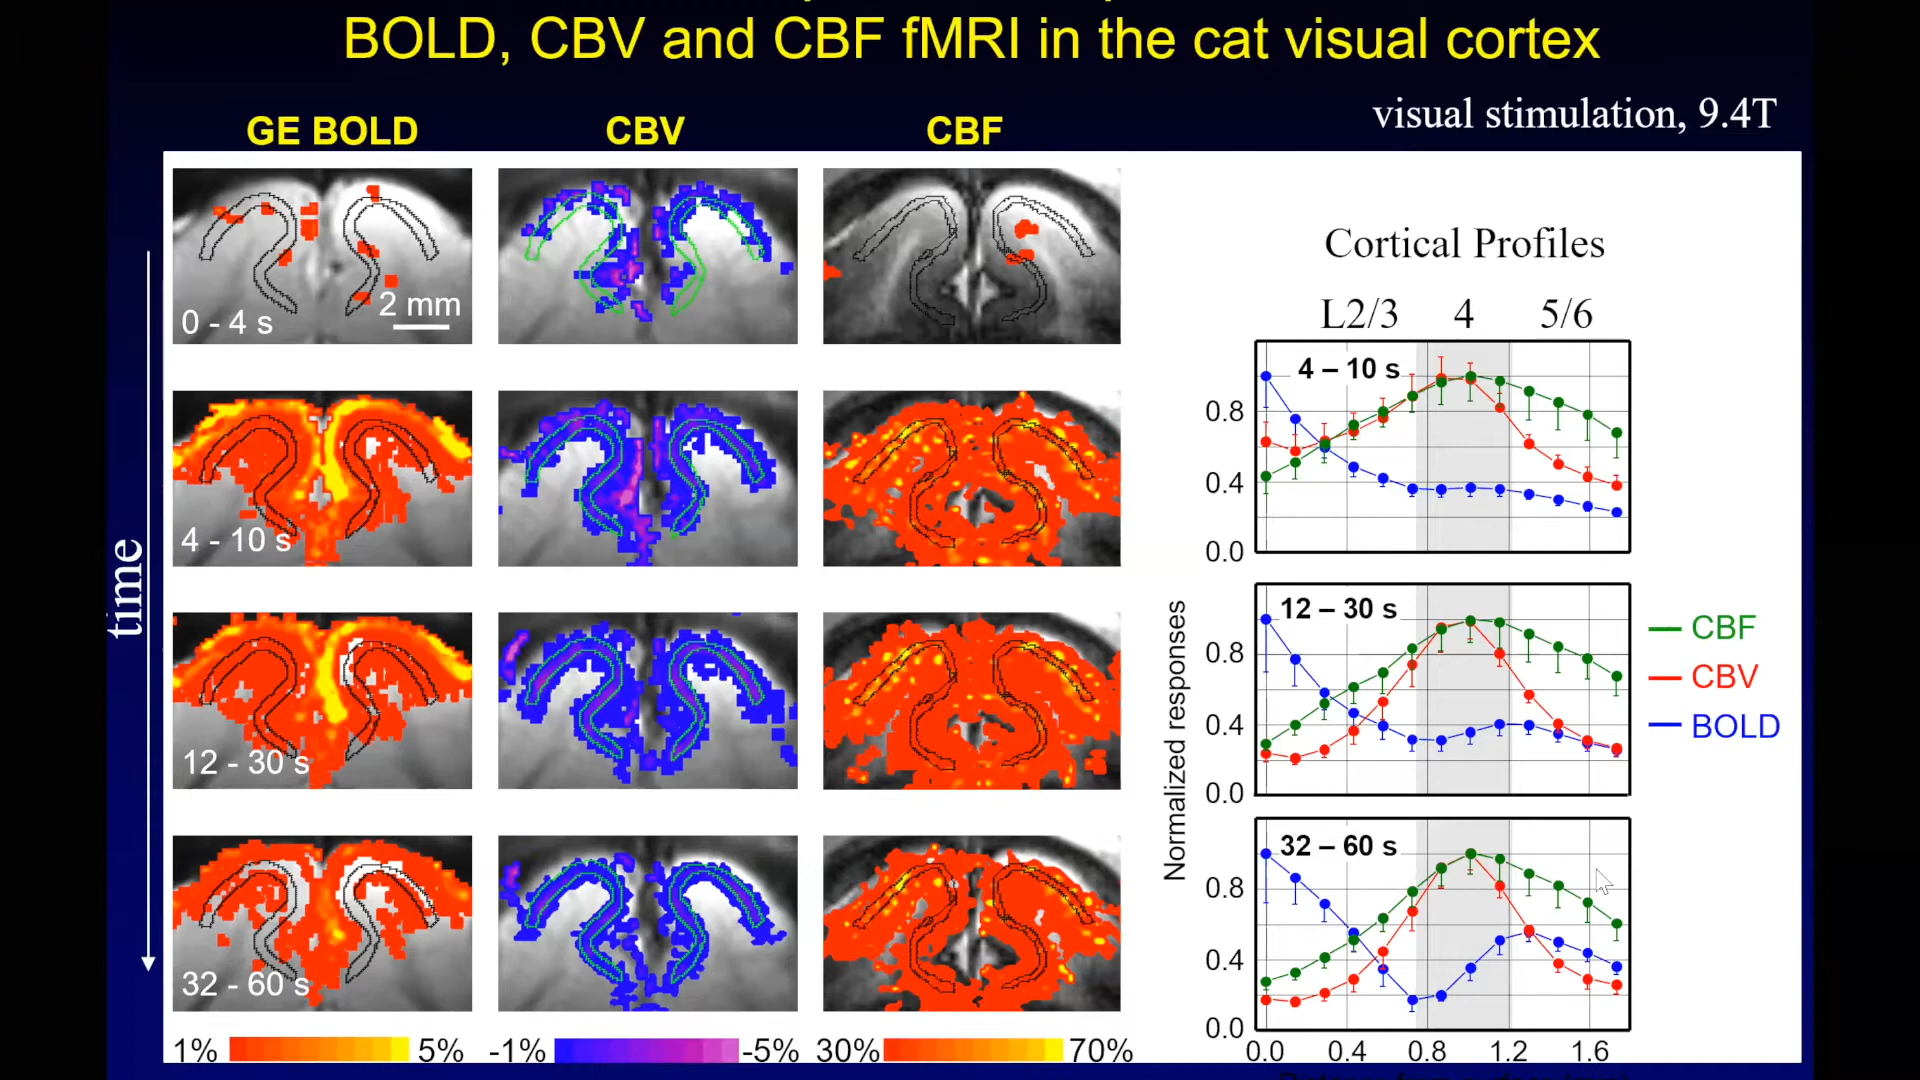 BOLD, CBV and CBF fMRI in the cat visual cortex
visual stimulation, 9.4T
GE BOLD
CBV
CBF
time
0 - 4 s
2 mm
4 - 10 s
12 - 30 s
32 - 60 s
1%
5%
-1%
-5%
30%
70%
Cortical Profiles
L2/3 4 5/6
4 – 10 s
0.8
0.4
0.0
12 – 30 s
0.8
0.4
0.0
32 – 60 s
0.8
0.4
0.0
0.0 0.4 0.8 1.2 1.6
Normalized responses
CBF
CBV
BOLD